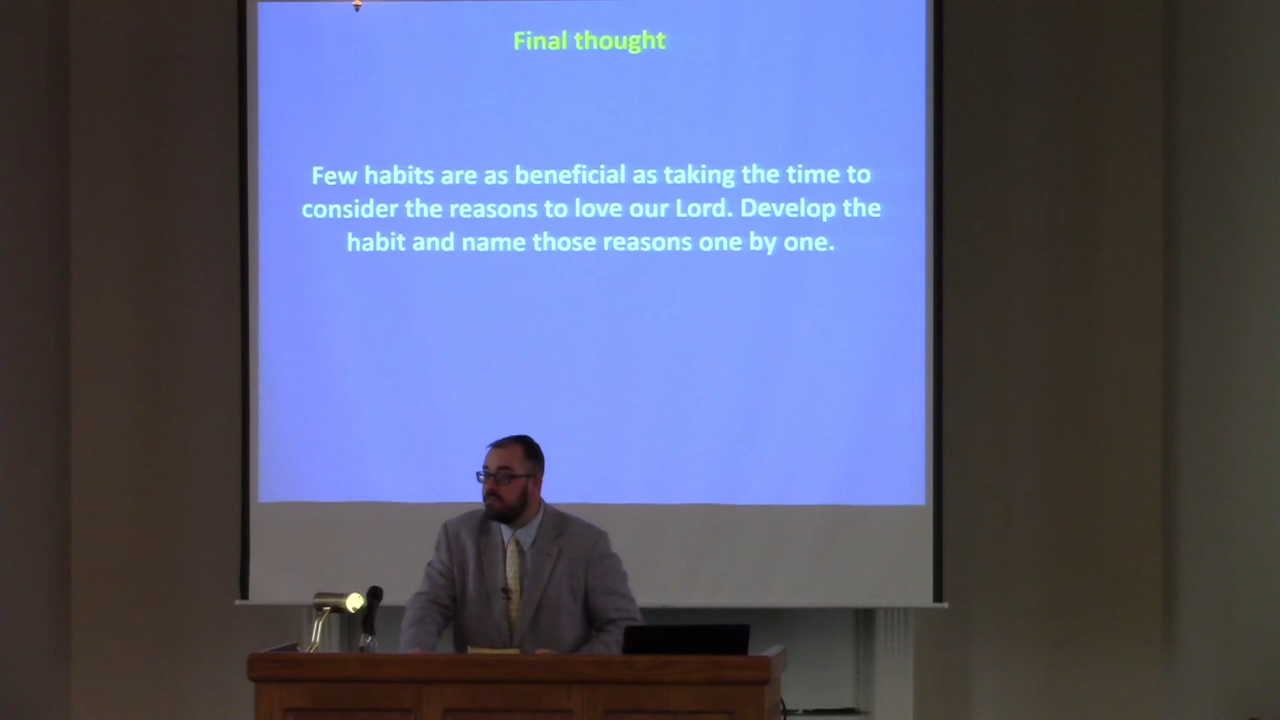 Final thought
Few habits are as beneficial as taking the time to
consider the reasons to love our Lord. Develop the
habit and name those reasons one by one.